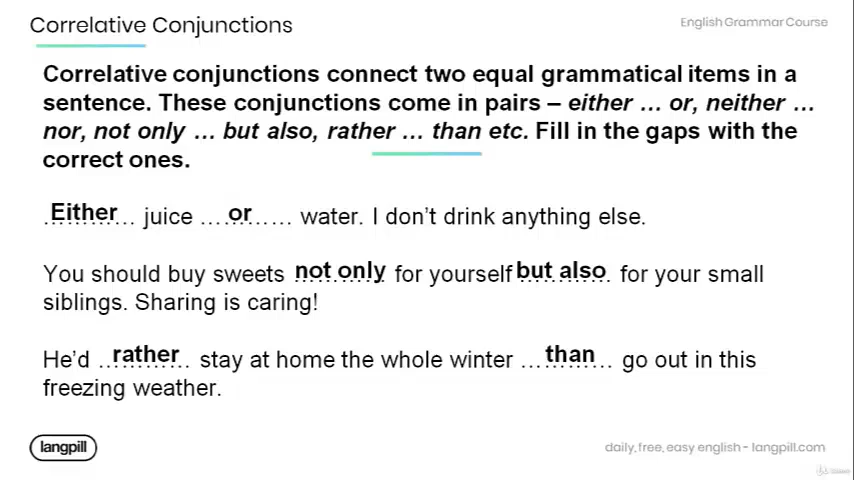 Correlative Conjunctions
English Grammar Course
Correlative conjunctions connect two equal grammatical items in a
sentence. These conjunctions come in pairs – either … or, neither …
nor, not only … but also, rather … than etc. Fill in the gaps with the
correct ones.
Either juice or water. I don’t drink anything else.
You should buy sweets not only for yourself but also for your small
siblings. Sharing is caring!
He’d rather stay at home the whole winter than go out in this
freezing weather.
langpill
daily, free, easy english - langpill.com
Udemy